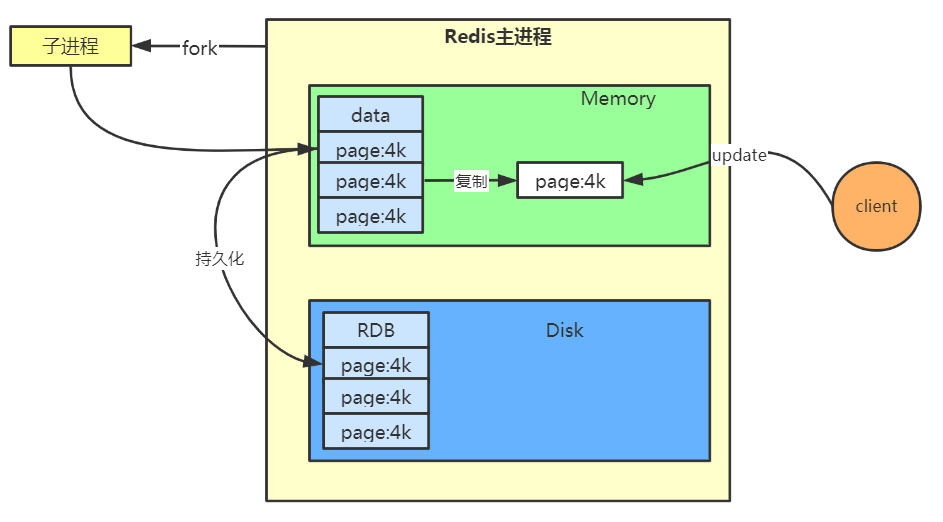 Redis主进程
子进程
fork
Memory
data
page:4k
page:4k
page:4k
复制
page:4k
update
client
持久化
RDB
page:4k
page:4k
page:4k
Disk